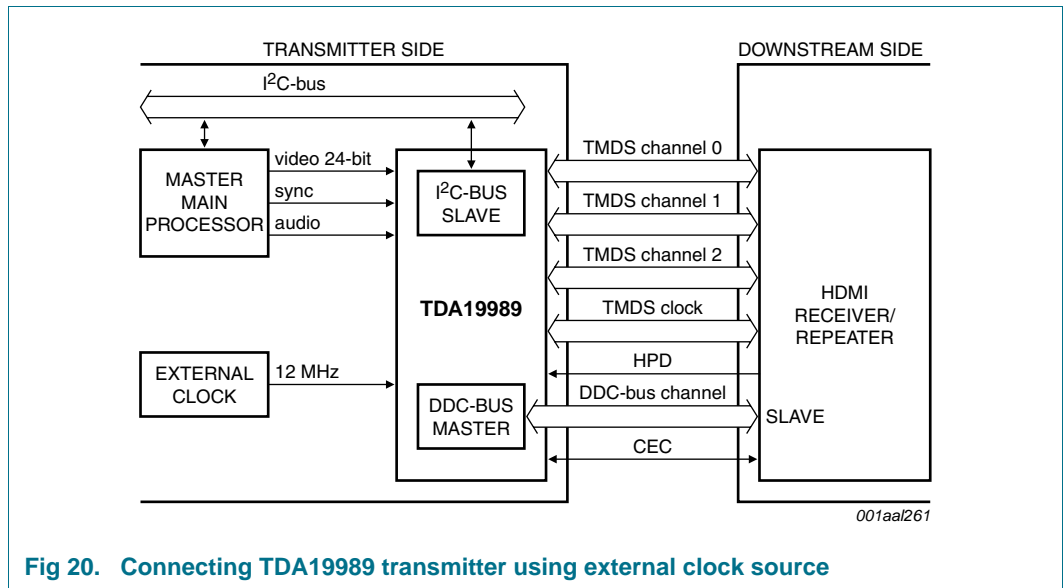 TRANSMITTER SIDE
DOWNSTREAM SIDE
I2C-bus
MASTER
MAIN
PROCESSOR
video 24-bit
sync
audio
I2C-BUS
SLAVE
TDA19989
EXTERNAL
CLOCK
12 MHz
DDC-BUS
MASTER
TMDS channel 0
TMDS channel 1
TMDS channel 2
TMDS clock
HPD
DDC-bus channel
CEC
HDMI
RECEIVER/
REPEATER
SLAVE
001aal261
Fig 20. Connecting TDA19989 transmitter using external clock source